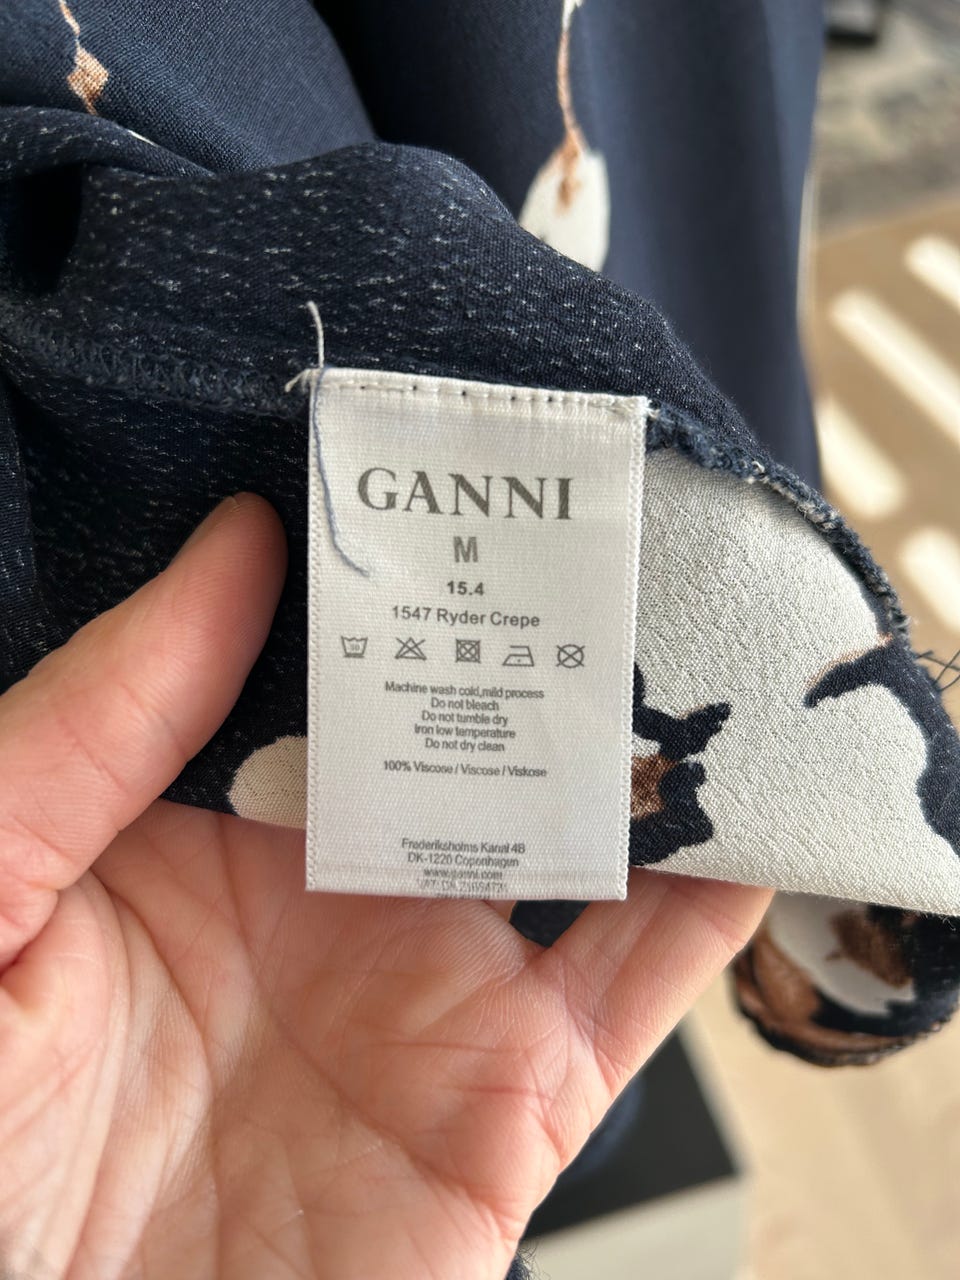 GANNI
M
15.4
1547 Ryder Crepe
30
Machine wash cold,mild process
Do not bleach
Do not tumble dry
Iron low temperature
Do not dry clean
100% Viscose / Viscose / Viskose
Frederiksholms Kanal 4B
DK-1220 Copenhagen
www.ganni.com